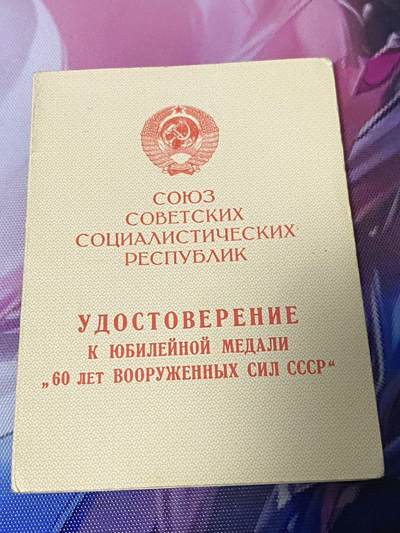 СОЮЗ
СОВЕТСКИХ
СОЦИАЛИСТИЧЕСКИХ
РЕСПУБЛИК
УДОСТОВЕРЕНИЕ
К ЮБИЛЕЙНОЙ МЕДАЛИ
„60 ЛЕТ ВООРУЖЕННЫХ СИЛ СССР“